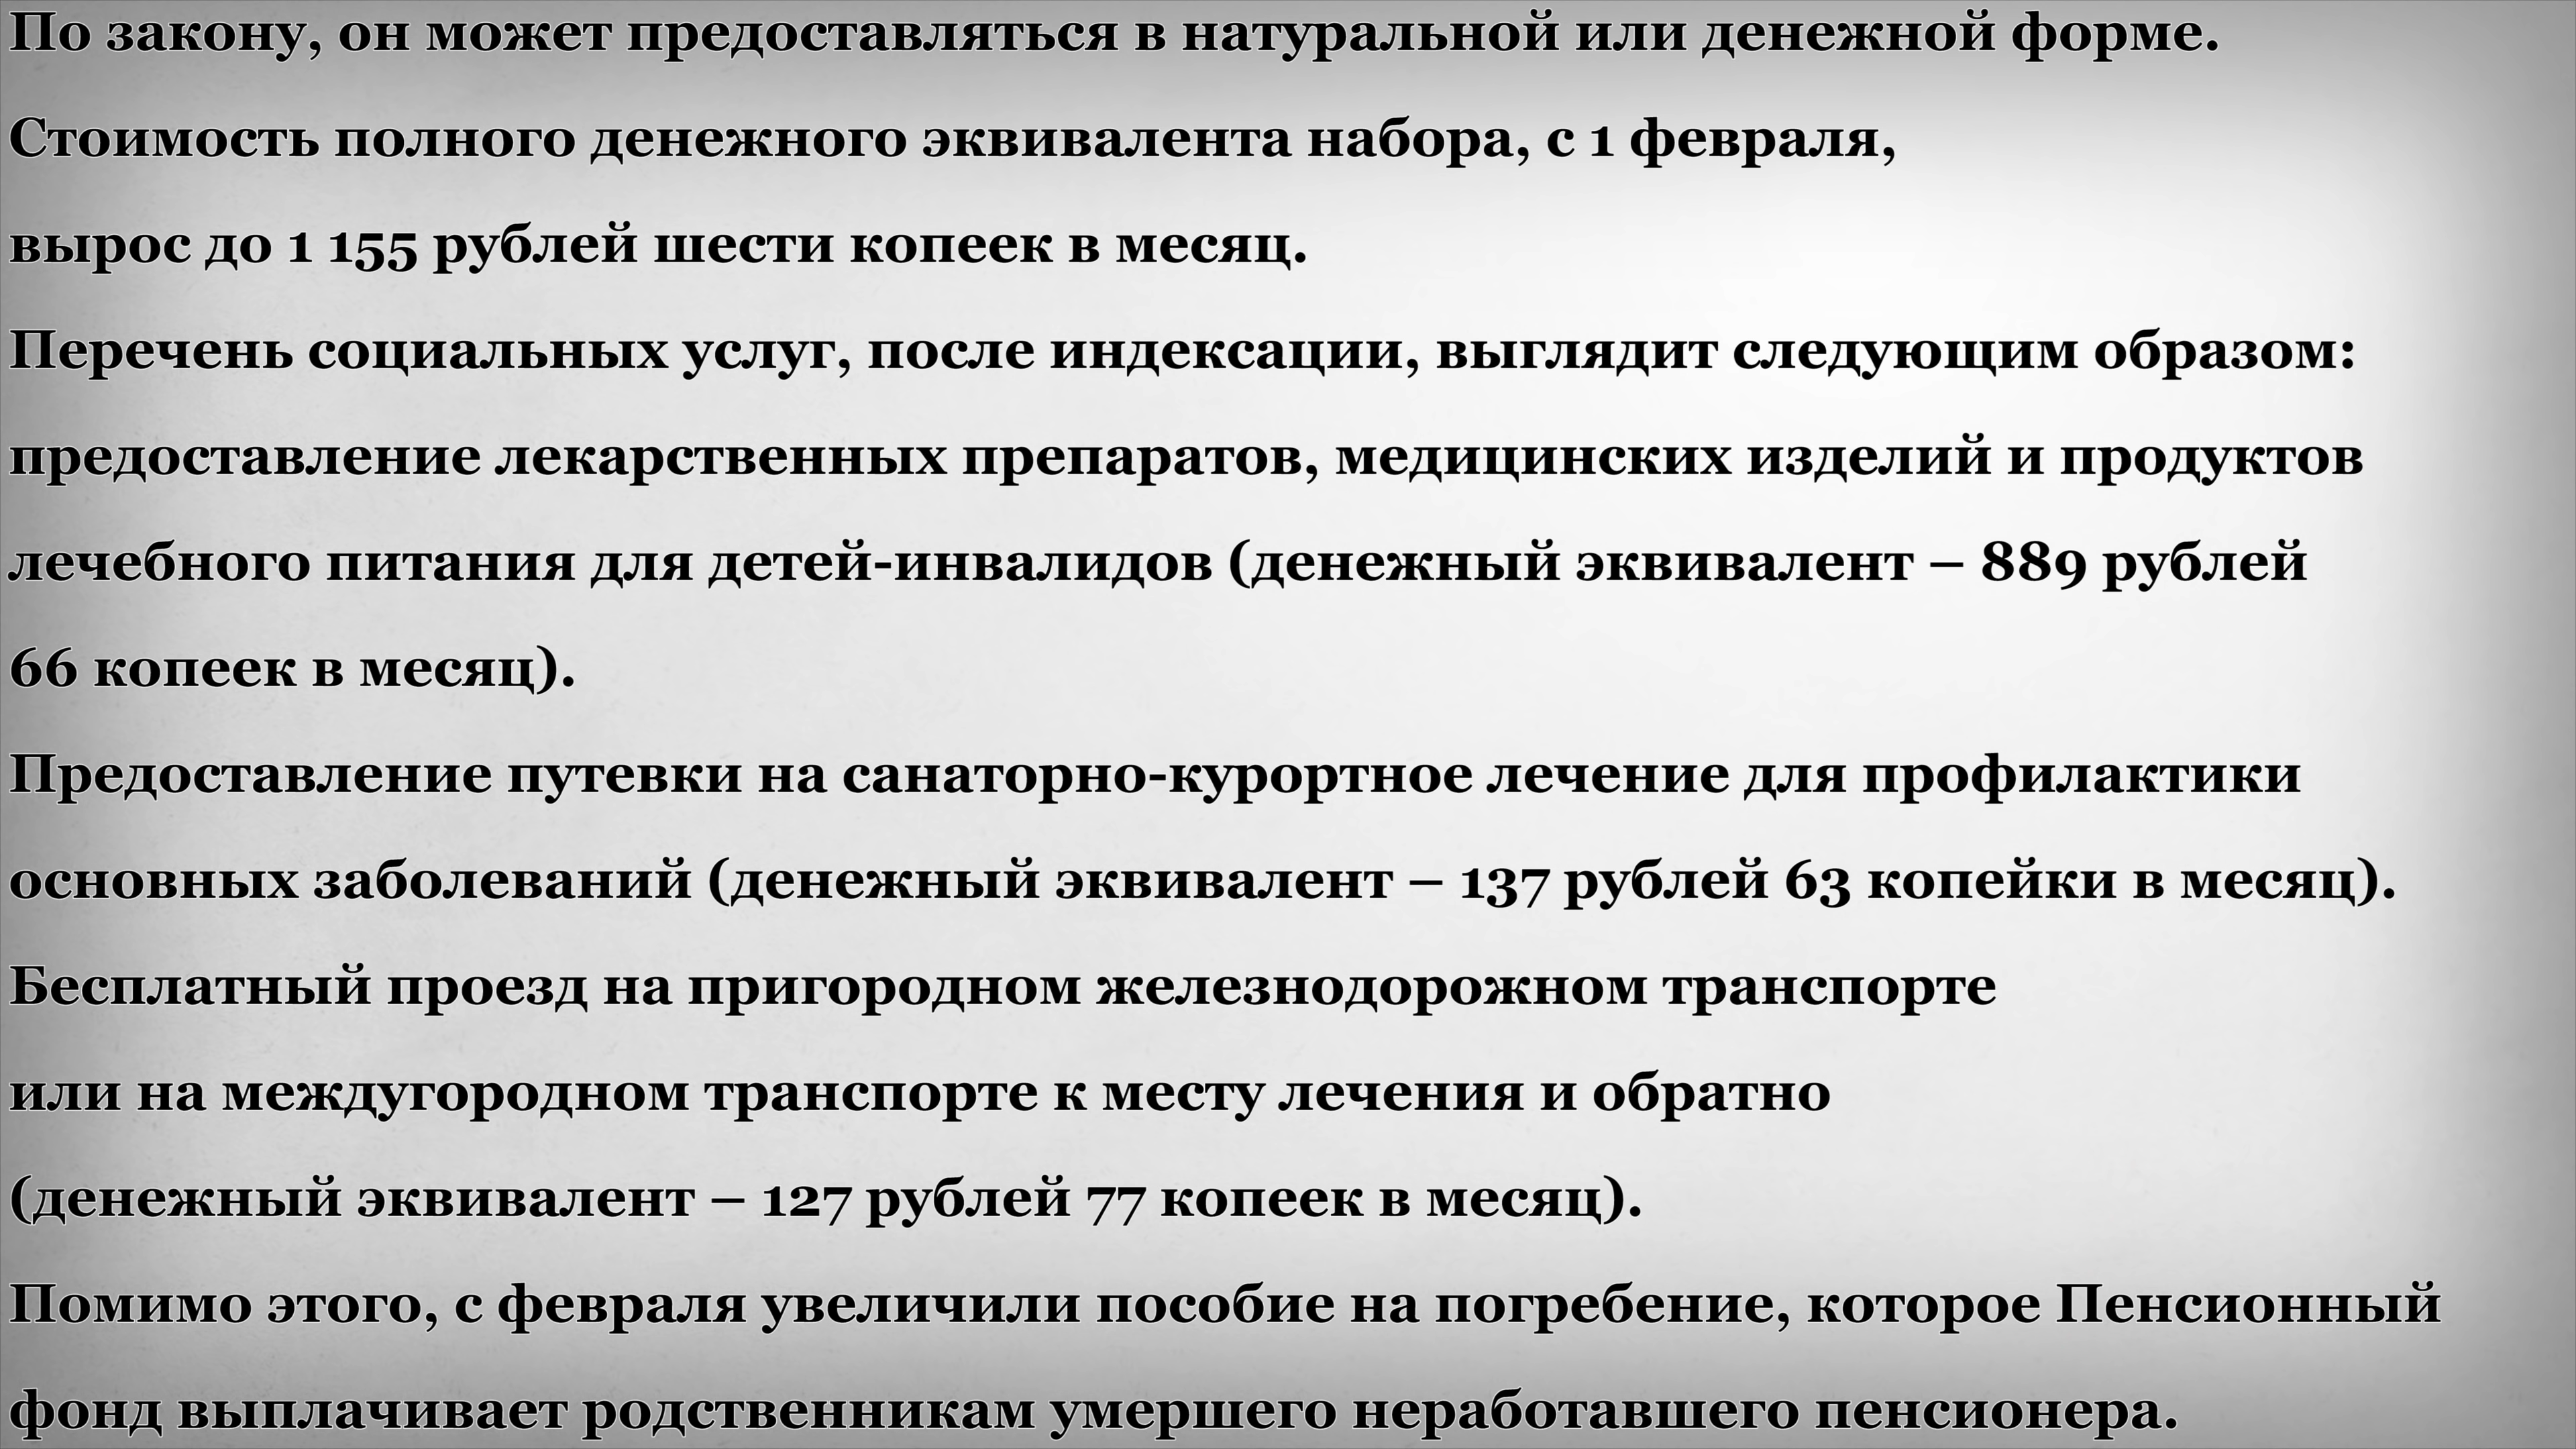 По закону, он может предоставляться в натуральной или денежной форме.
Стоимость полного денежного эквивалента набора, с 1 февраля,
вырос до 1 155 рублей шести копеек в месяц.
Перечень социальных услуг, после индексации, выглядит следующим образом:
предоставление лекарственных препаратов, медицинских изделий и продуктов
лечебного питания для детей-инвалидов (денежный эквивалент – 889 рублей
66 копеек в месяц).
Предоставление путевки на санаторно-курортное лечение для профилактики
основных заболеваний (денежный эквивалент – 137 рублей 63 копейки в месяц).
Бесплатный проезд на пригородном железнодорожном транспорте
или на междугородном транспорте к месту лечения и обратно
(денежный эквивалент – 127 рублей 77 копеек в месяц).
Помимо этого, с февраля увеличили пособие на погребение, которое Пенсионный
фонд выплачивает родственникам умершего неработавшего пенсионера.